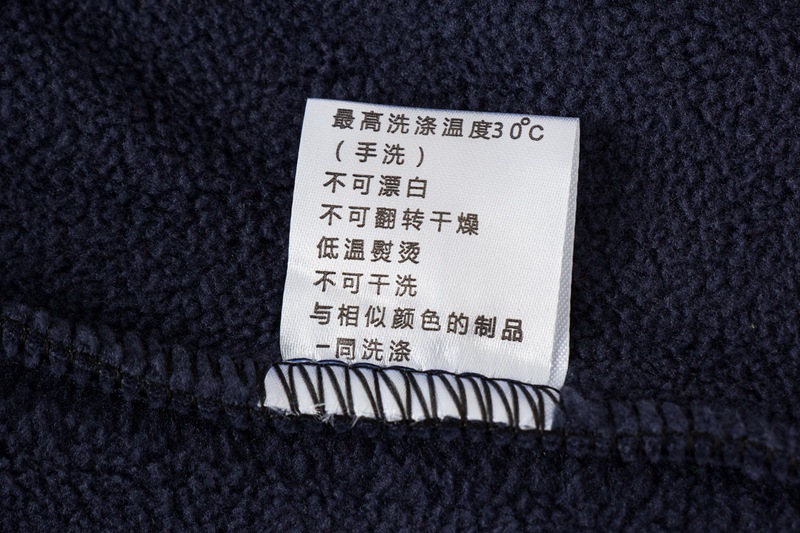 最高洗涤温度30℃
（手洗）
不可漂白
不可翻转干燥
低温熨烫
不可干洗
与相似颜色的制品
一同洗涤